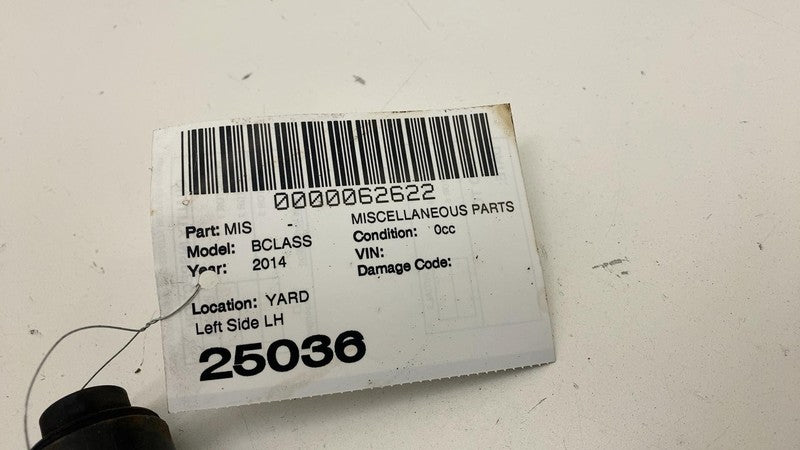 0000062622
Part: MIS - MISCELLANEOUS PARTS
Model: BCLASS Condition: 0cc
Year: 2014 VIN:
Damage Code:
Location: YARD
Left Side LH
25036